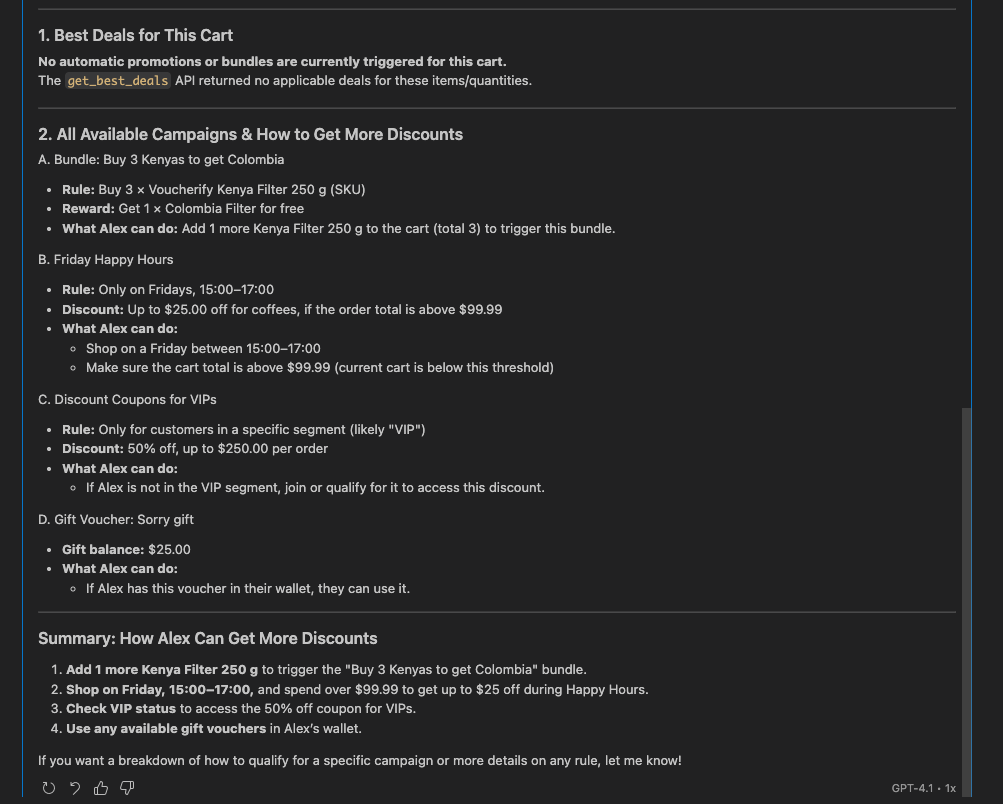 1. Best Deals for This Cart
No automatic promotions or bundles are currently triggered for this cart.
The get_best_deals API returned no applicable deals for these items/quantities.
2. All Available Campaigns & How to Get More Discounts
A. Bundle: Buy 3 Kenyas to get Colombia
• Rule: Buy 3 × Voucherify Kenya Filter 250 g (SKU)
• Reward: Get 1 × Colombia Filter for free
• What Alex can do: Add 1 more Kenya Filter 250 g to the cart (total 3) to trigger this bundle.
B. Friday Happy Hours
• Rule: Only on Fridays, 15:00–17:00
• Discount: Up to $25.00 off for coffees, if the order total is above $99.99
• What Alex can do:
◦ Shop on a Friday between 15:00–17:00
◦ Make sure the cart total is above $99.99 (current cart is below this threshold)
C. Discount Coupons for VIPs
• Rule: Only for customers in a specific segment (likely "VIP")
• Discount: 50% off, up to $250.00 per order
• What Alex can do:
◦ If Alex is not in the VIP segment, join or qualify for it to access this discount.
D. Gift Voucher: Sorry gift
• Gift balance: $25.00
• What Alex can do:
◦ If Alex has this voucher in their wallet, they can use it.
Summary: How Alex Can Get More Discounts
1. Add 1 more Kenya Filter 250 g to trigger the "Buy 3 Kenyas to get Colombia" bundle.
2. Shop on Friday, 15:00–17:00, and spend over $99.99 to get up to $25 off during Happy Hours.
3. Check VIP status to access the 50% off coupon for VIPs.
4. Use any available gift vouchers in Alex's wallet.
If you want a breakdown of how to qualify for a specific campaign or more details on any rule, let me know!
GPT-4.1 • 1x